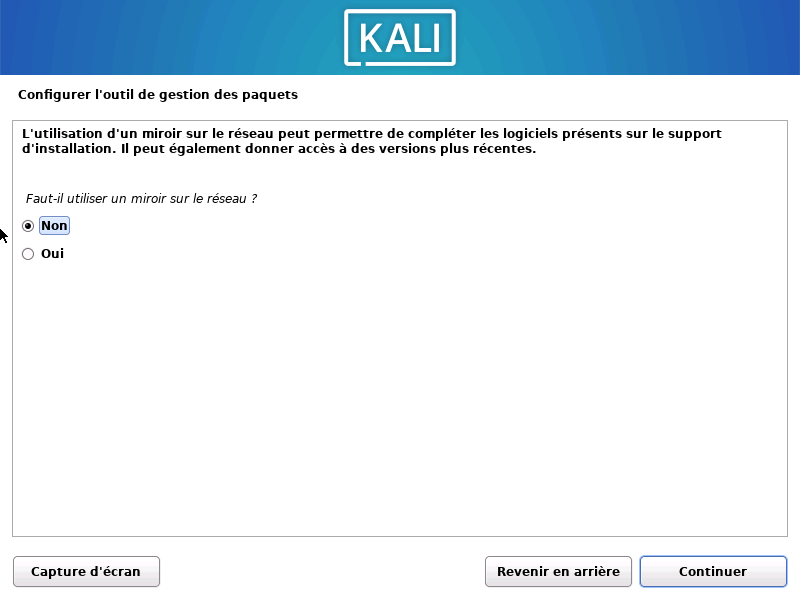 KALI
Configurer l'outil de gestion des paquets
L'utilisation d'un miroir sur le réseau peut permettre de compléter les logiciels présents sur le support
d'installation. Il peut également donner accès à des versions plus récentes.
Faut-il utiliser un miroir sur le réseau ?
Non
Oui
Capture d'écran
Revenir en arrière
Continuer